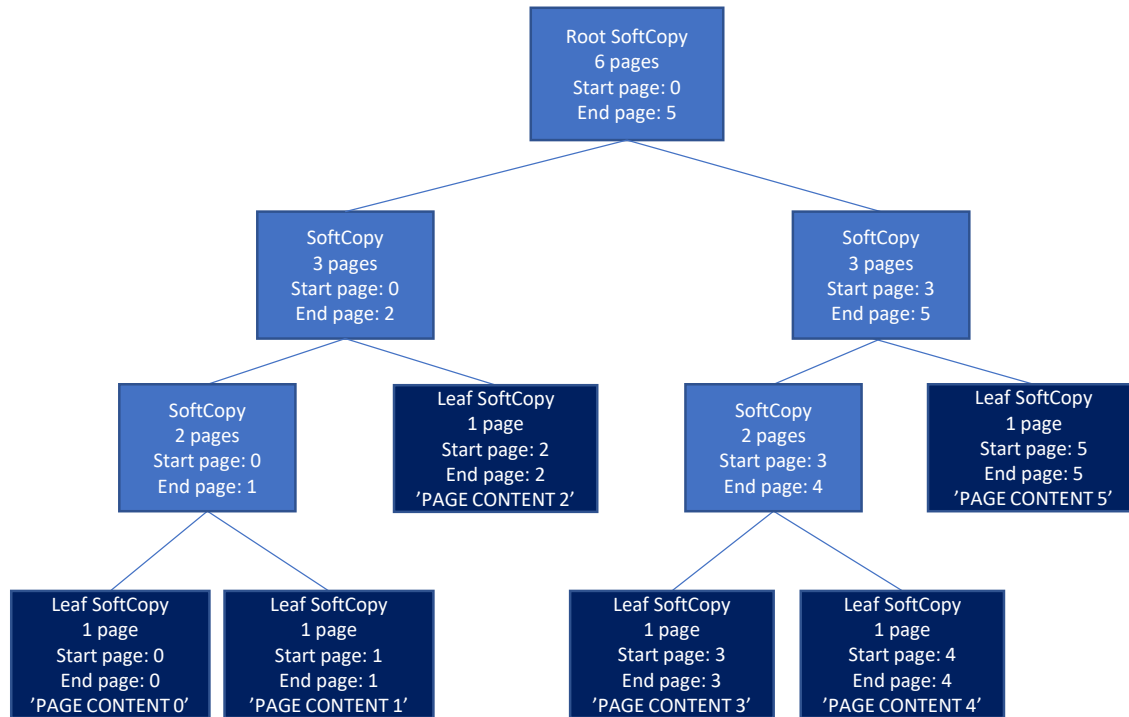 Root SoftCopy
6 pages
Start page: 0
End page: 5
SoftCopy
3 pages
Start page: 0
End page: 2
SoftCopy
3 pages
Start page: 3
End page: 5
SoftCopy
2 pages
Start page: 0
End page: 1
Leaf SoftCopy
1 page
Start page: 2
End page: 2
’PAGE CONTENT 2’
SoftCopy
2 pages
Start page: 3
End page: 4
Leaf SoftCopy
1 page
Start page: 5
End page: 5
’PAGE CONTENT 5’
Leaf SoftCopy
1 page
Start page: 0
End page: 0
’PAGE CONTENT 0’
Leaf SoftCopy
1 page
Start page: 1
End page: 1
’PAGE CONTENT 1’
Leaf SoftCopy
1 page
Start page: 3
End page: 3
’PAGE CONTENT 3’
Leaf SoftCopy
1 page
Start page: 4
End page: 4
’PAGE CONTENT 4’